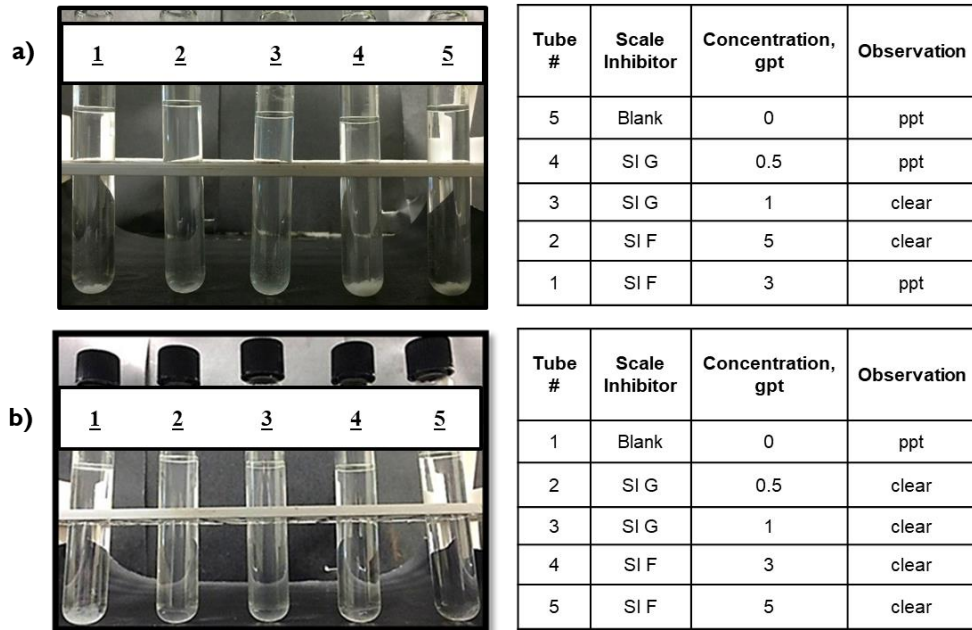 a)
1 2 3 4 5
Tube # Scale Inhibitor Concentration, gpt Observation
5 Blank 0 ppt
4 SI G 0.5 ppt
3 SI G 1 clear
2 SI F 5 clear
1 SI F 3 ppt
b)
1 2 3 4 5
Tube # Scale Inhibitor Concentration, gpt Observation
1 Blank 0 ppt
2 SI G 0.5 clear
3 SI G 1 clear
4 SI F 3 clear
5 SI F 5 clear